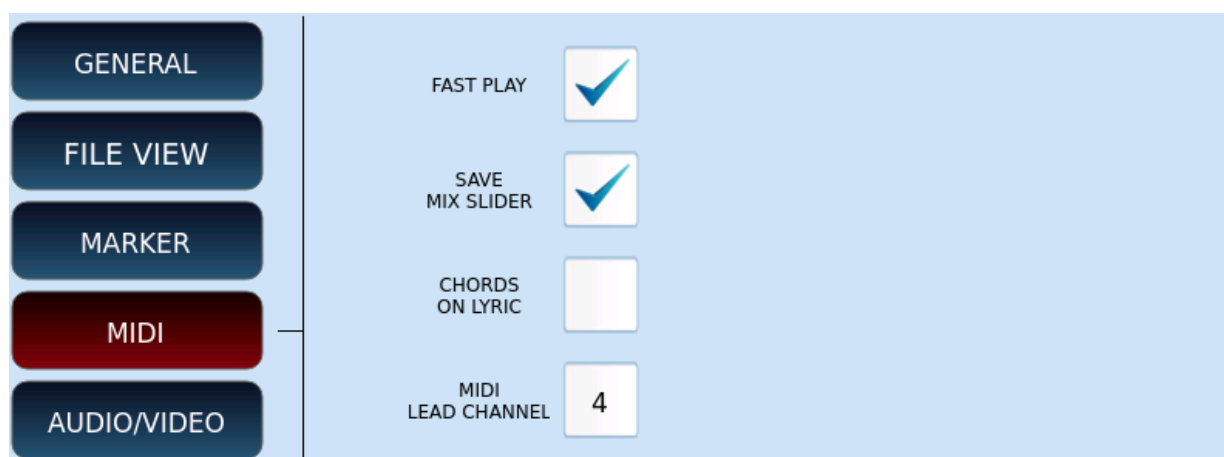 GENERAL
FILE VIEW
MARKER
MIDI
AUDIO/VIDEO
FAST PLAY
SAVE
MIX SLIDER
CHORDS
ON LYRIC
MIDI
LEAD CHANNEL
4